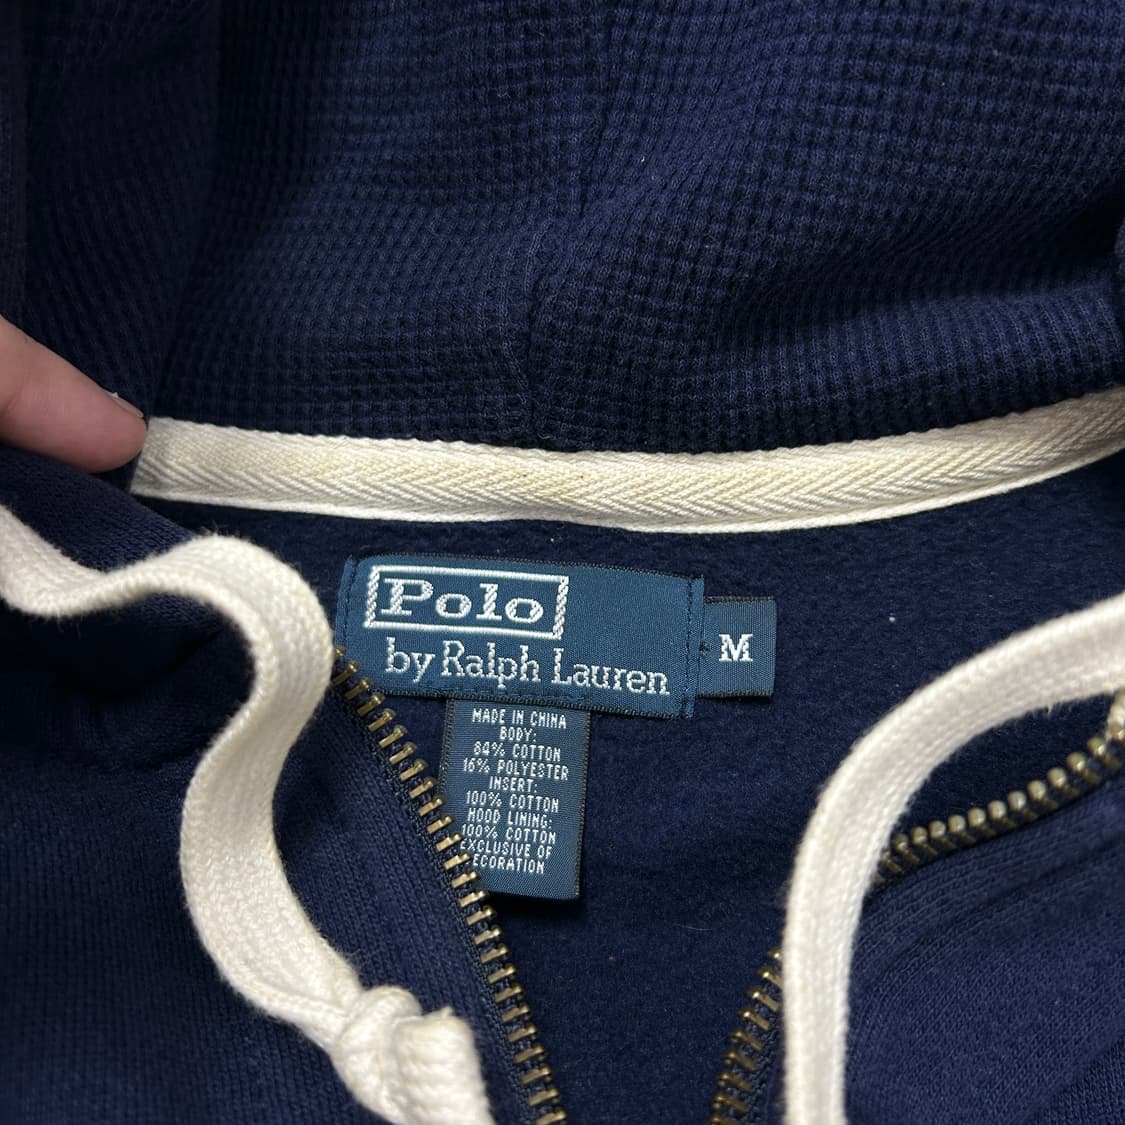 Polo
by Ralph Lauren
M
MADE IN CHINA
BODY:
84% COTTON
16% POLYESTER
INSERT:
100% COTTON
HOOD LINING:
100% COTTON
EXCLUSIVE OF
ECORATION